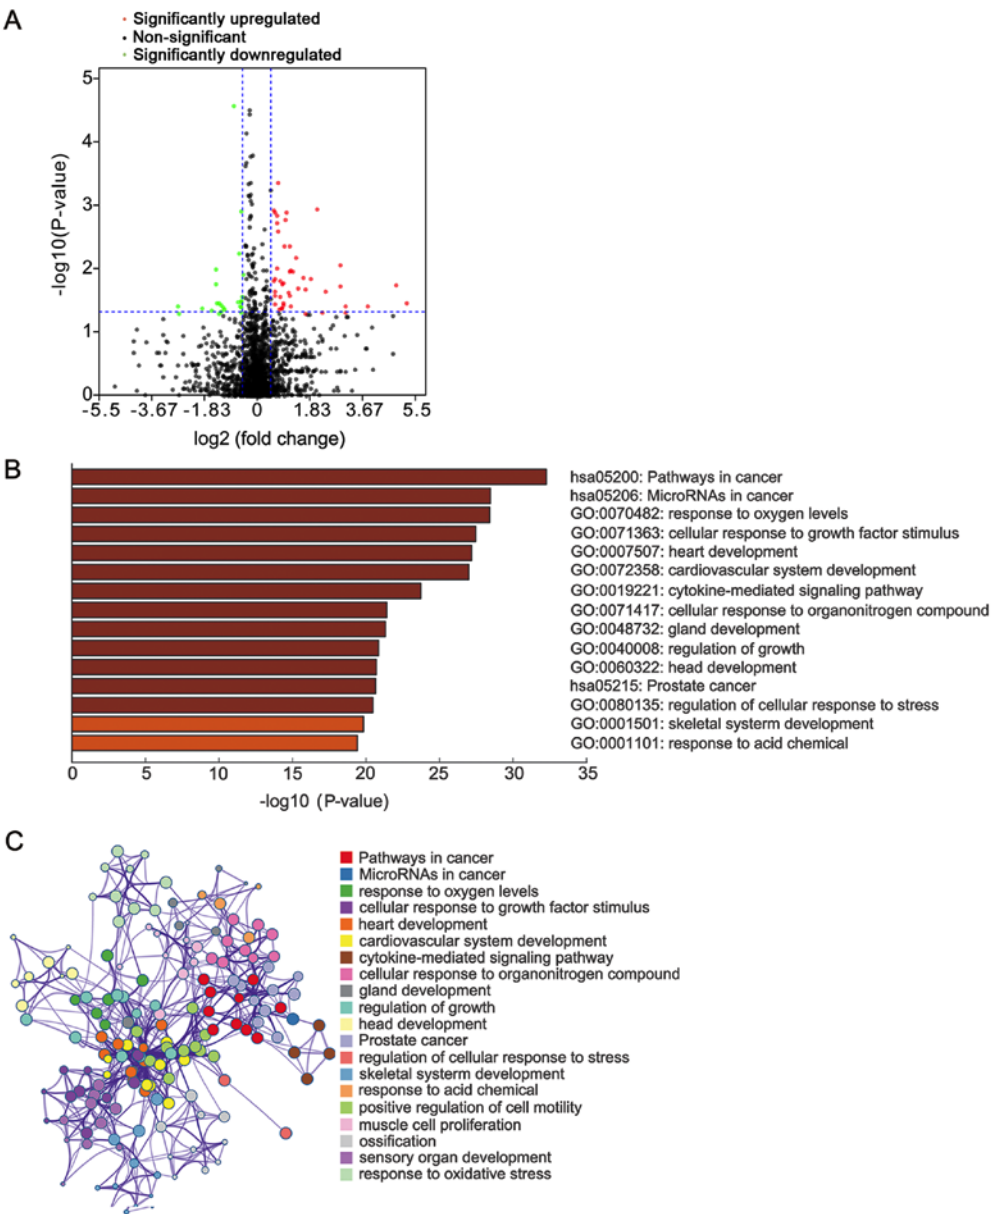 A
Significantly upregulated
Non-significant
Significantly downregulated
5
4
3
2
1
0
-log10(P-value)
-5.5 -3.67 -1.83 0 1.83 3.67 5.5
log2 (fold change)
B
hsa05200: Pathways in cancer
hsa05206: MicroRNAs in cancer
GO:0070482: response to oxygen levels
GO:0071363: cellular response to growth factor stimulus
GO:0007507: heart development
GO:0072358: cardiovascular system development
GO:0019221: cytokine-mediated signaling pathway
GO:0071417: cellular response to organonitrogen compound
GO:0048732: gland development
GO:0040008: regulation of growth
GO:0060322: head development
hsa05215: Prostate cancer
GO:0080135: regulation of cellular response to stress
GO:0001501: skeletal systerm development
GO:0001101: response to acid chemical
0 5 10 15 20 25 30 35
-log10 (P-value)
C
Pathways in cancer
MicroRNAs in cancer
response to oxygen levels
cellular response to growth factor stimulus
heart development
cardiovascular system development
cytokine-mediated signaling pathway
cellular response to organonitrogen compound
gland development
regulation of growth
head development
Prostate cancer
regulation of cellular response to stress
skeletal systerm development
response to acid chemical
positive regulation of cell motility
muscle cell proliferation
ossification
sensory organ development
response to oxidative stress